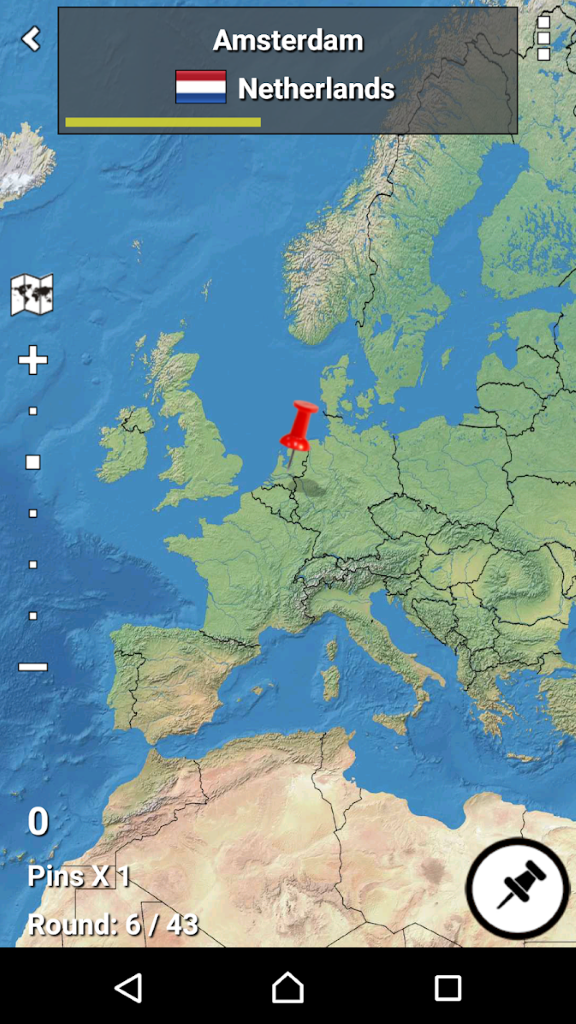 Amsterdam
Netherlands
0
Pins X 1
Round: 6 / 43